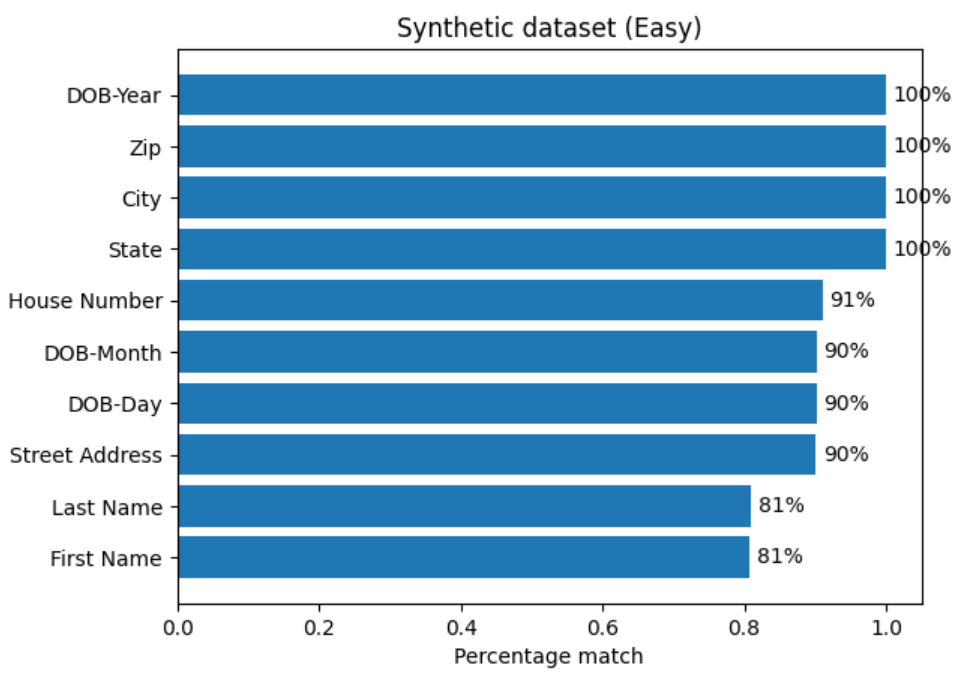 Synthetic dataset (Easy)
DOB-Year 100%
Zip 100%
City 100%
State 100%
House Number 91%
DOB-Month 90%
DOB-Day 90%
Street Address 90%
Last Name 81%
First Name 81%
0.0 0.2 0.4 0.6 0.8 1.0
Percentage match